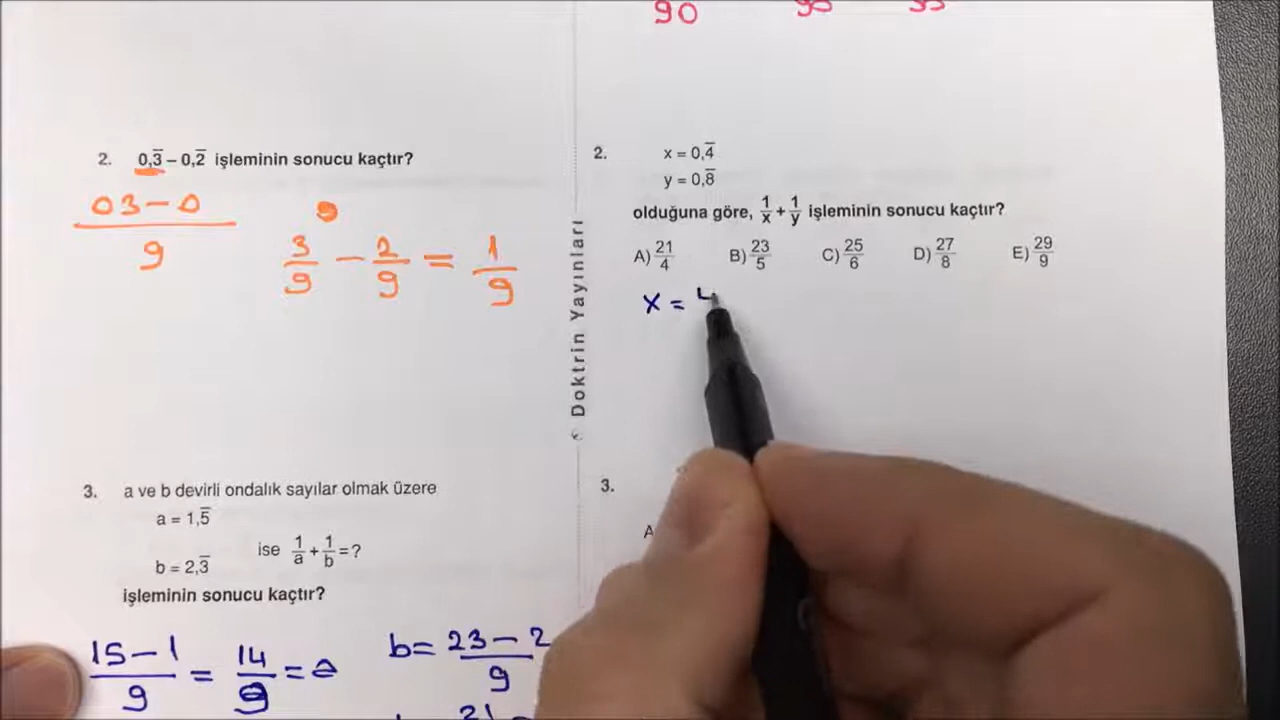 90
2. 0,3̅ – 0,2̅ işleminin sonucu kaçtır?
03 – 0
9
9
3/9 – 2/9 = 1/9
3. a ve b devirli ondalık sayılar olmak üzere
a = 1,5̅
b = 2,3̅
ise 1/a + 1/b = ?
işleminin sonucu kaçtır?
15 – 1
9
= 14/9 = a
b = 23 – 2
9
21
Doktrin Yayınları
2. x = 0,4̅
y = 0,8̅
olduğuna göre, 1/x + 1/y işleminin sonucu kaçtır?
A) 21/4 B) 23/5 C) 25/6 D) 27/8 E) 29/9
x = 4
3.
A